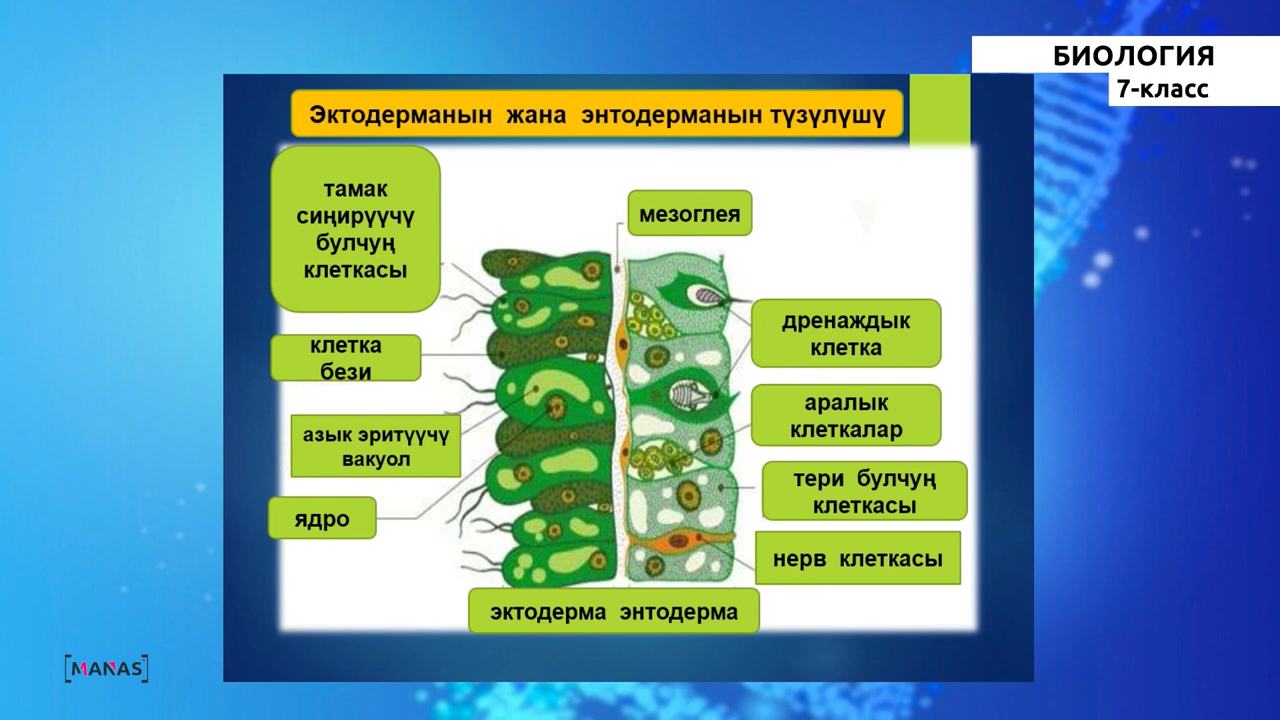 БИОЛОГИЯ
7-класс
Эктодерманын жана энтодерманын түзүлүшү
тамак
сиңирүүчү
булчуң
клеткасы
мезоглея
дренаждык
клетка
клетка
бези
аралык
клеткалар
азык эритүүчү
вакуол
тери булчуң
клеткасы
ядро
нерв клеткасы
эктодерма энтодерма
[MANAS]